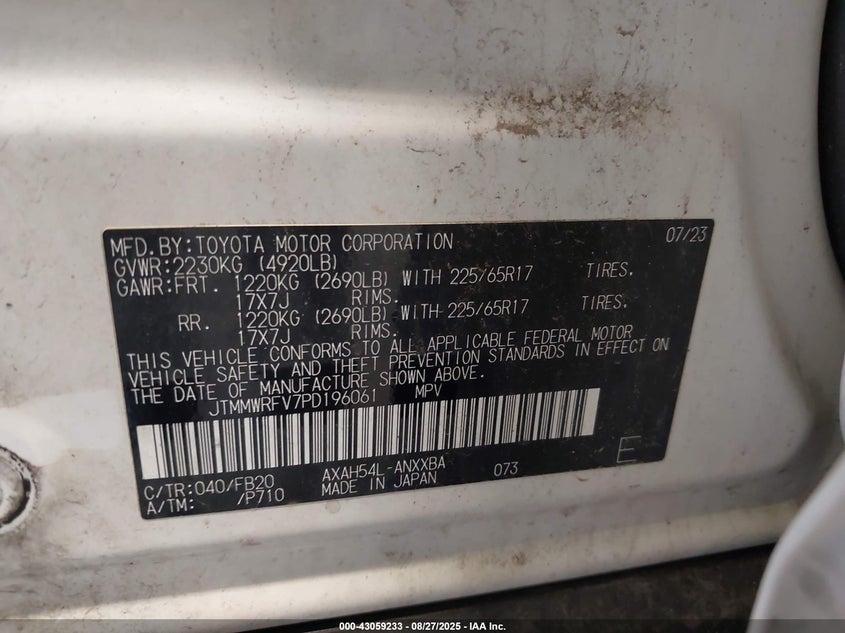 MFD.BY:TOYOTA MOTOR CORPORATION 07/23
GVWR:2230KG (4920LB)
GAWR:FRT. 1220KG (2690LB) WITH 225/65R17 TIRES.
17X7J RIMS.
RR. 1220KG (2690LB) WITH 225/65R17 TIRES.
17X7J RIMS.
THIS VEHICLE CONFORMS TO ALL APPLICABLE FEDERAL MOTOR
VEHICLE SAFETY AND THEFT PREVENTION STANDARDS IN EFFECT ON
THE DATE OF MANUFACTURE SHOWN ABOVE.
JTMMWRFV7PD196061 MPV
C/TR:040/FB20 AXAH54L-ANXXBA 073 E
A/TM: /P710 MADE IN JAPAN
000-43059233 - 08/27/2025 - IAA Inc.